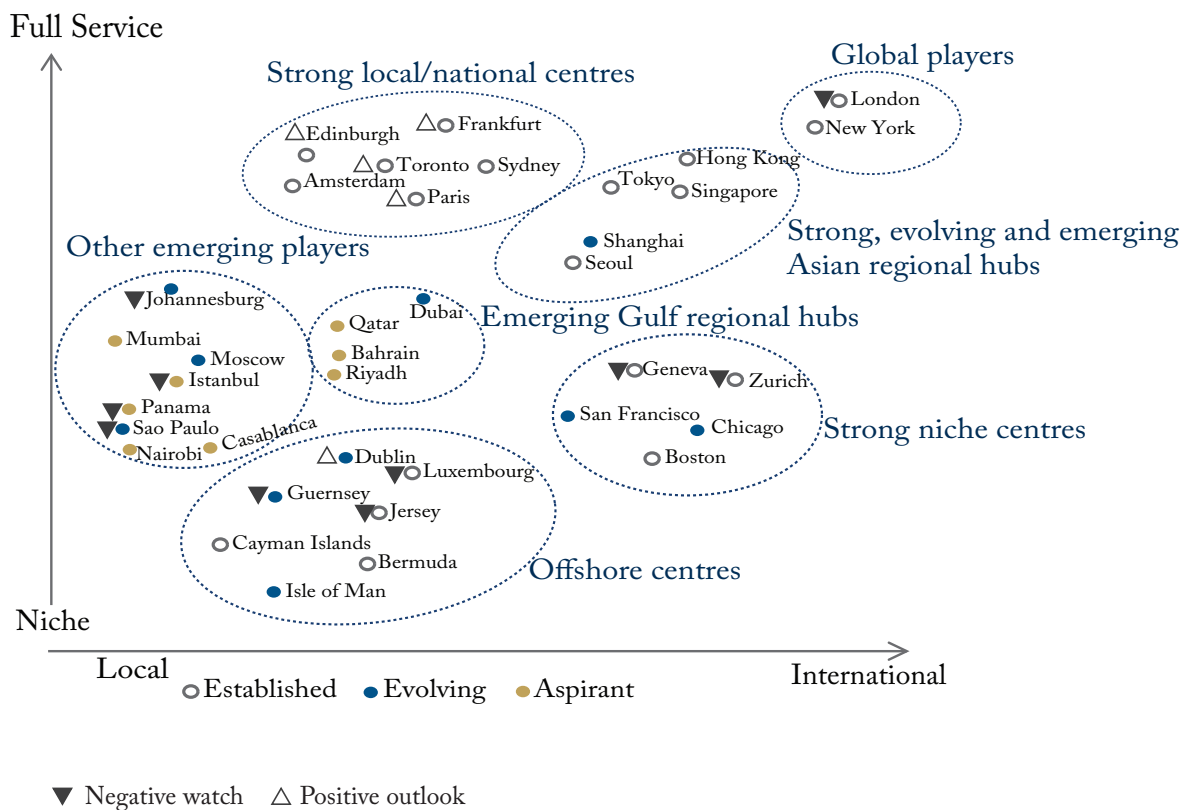 Full Service
Global players
Strong local/national centres
London
New York
Edinburgh
Frankfurt
Toronto
Sydney
Amsterdam
Paris
Hong Kong
Tokyo
Singapore
Shanghai
Seoul
Strong, evolving and emerging
Asian regional hubs
Other emerging players
Johannesburg
Mumbai
Moscow
Istanbul
Panama
Sao Paulo
Nairobi
Casablanca
Dubai
Qatar
Bahrain
Riyadh
Emerging Gulf regional hubs
Geneva
Zurich
San Francisco
Chicago
Boston
Strong niche centres
Dublin
Luxembourg
Guernsey
Jersey
Cayman Islands
Bermuda
Isle of Man
Offshore centres
Niche
Local
International
Established
Evolving
Aspirant
Negative watch
Positive outlook